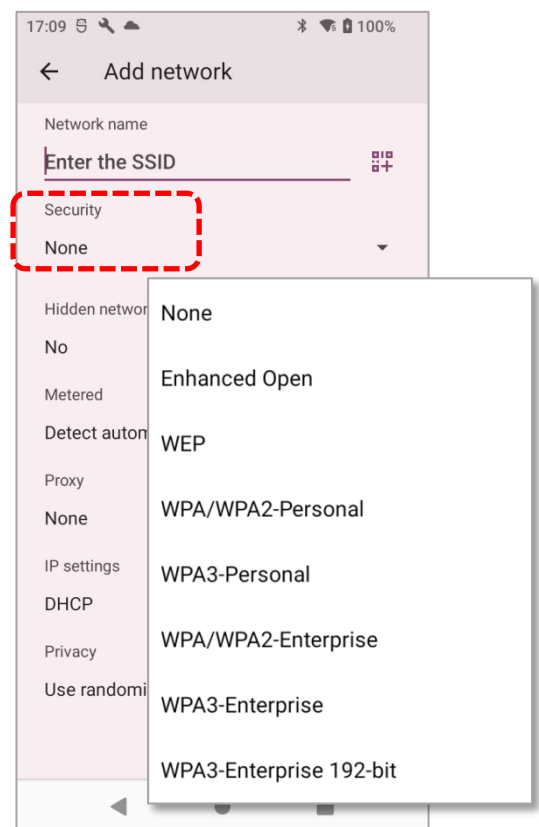 17:09 100%
Add network
Network name
Enter the SSID
Security
None
Hidden networ
No
Metered
Detect autom
Proxy
None
IP settings
DHCP
Privacy
Use randomi
None
Enhanced Open
WEP
WPA/WPA2-Personal
WPA3-Personal
WPA/WPA2-Enterprise
WPA3-Enterprise
WPA3-Enterprise 192-bit